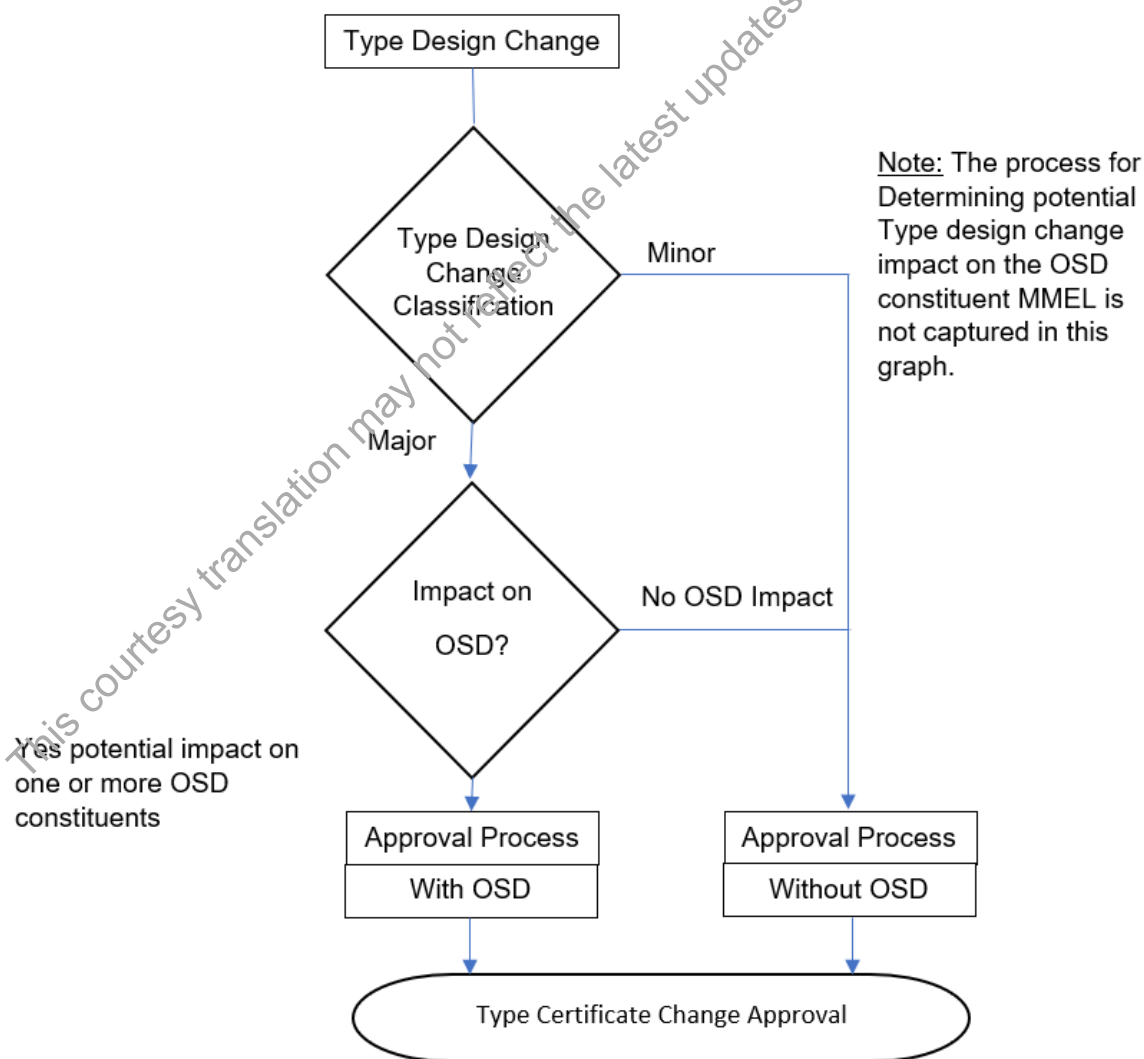 Type Design Change
Type Design
Change
Classification
Minor
Note: The process for
Determining potential
Type design change
impact on the OSD
constituent MMEL is
not captured in this
graph.
Major
Impact on
OSD?
No OSD Impact
Yes potential impact on
one or more OSD
constituents
Approval Process
With OSD
Approval Process
Without OSD
Type Certificate Change Approval
This courtesy translation may not reflect the latest updates